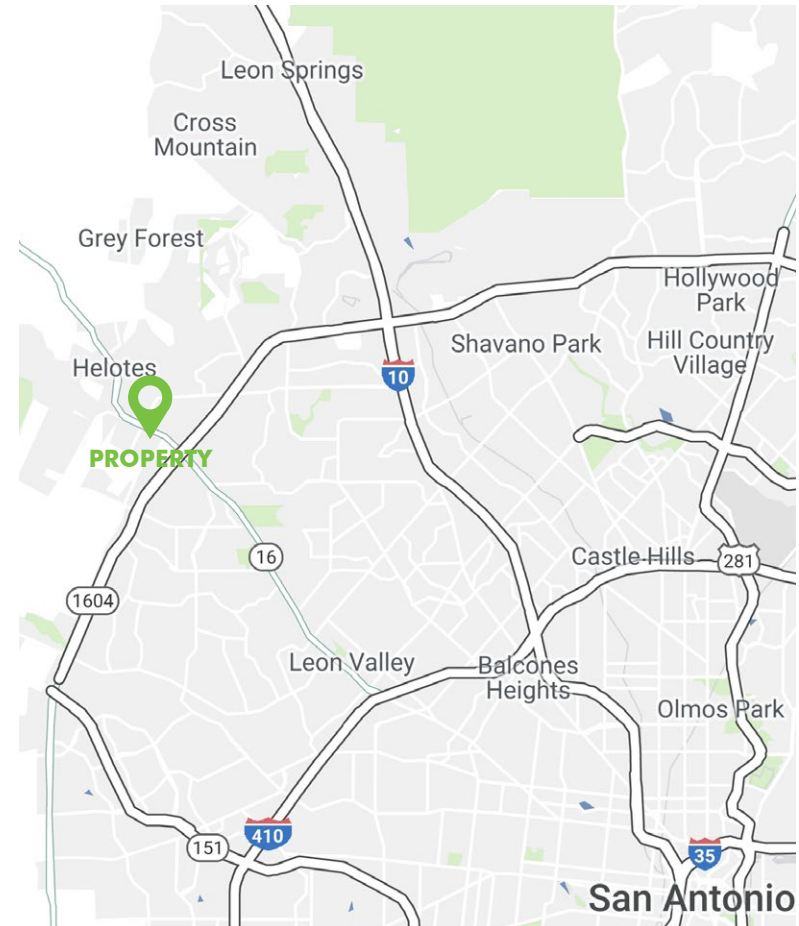 Leon Springs
Cross
Mountain
Grey Forest
Hollywood
Park
Shavano Park
Hill Country
Village
Helotes
10
PROPERTY
16
Castle Hills
281
1604
Leon Valley
Balcones
Heights
Olmos Park
410
151
35
San Antonio